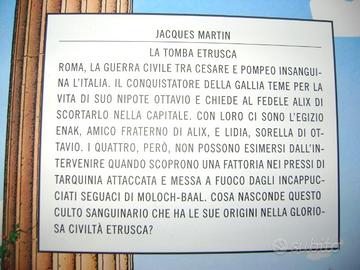 JACQUES MARTIN
LA TOMBA ETRUSCA
ROMA, LA GUERRA CIVILE TRA CESARE E POMPEO INSANGUI-
NA L'ITALIA. IL CONQUISTATORE DELLA GALLIA TEME PER LA
VITA DI SUO NIPOTE OTTAVIO E CHIEDE AL FEDELE ALIX DI
SCORTARLO NELLA CAPITALE. CON LORO CI SONO L'EGIZIO
ENAK, AMICO FRATERNO DI ALIX, E LIDIA, SORELLA DI OT-
TAVIO. I QUATTRO, PERÒ, NON POSSONO ESIMERSI DALL'IN-
TERVENIRE QUANDO SCOPRONO UNA FATTORIA NEI PRESSI DI
TARQUINIA ATTACCATA E MESSA A FUOCO DAGLI INCAPPUC-
CIATI SEGUACI DI MOLOCH-BAAL. COSA NASCONDE QUESTO
CULTO SANGUINARIO CHE HA LE SUE ORIGINI NELLA GLORIO-
SA CIVILTÀ ETRUSCA?
subito